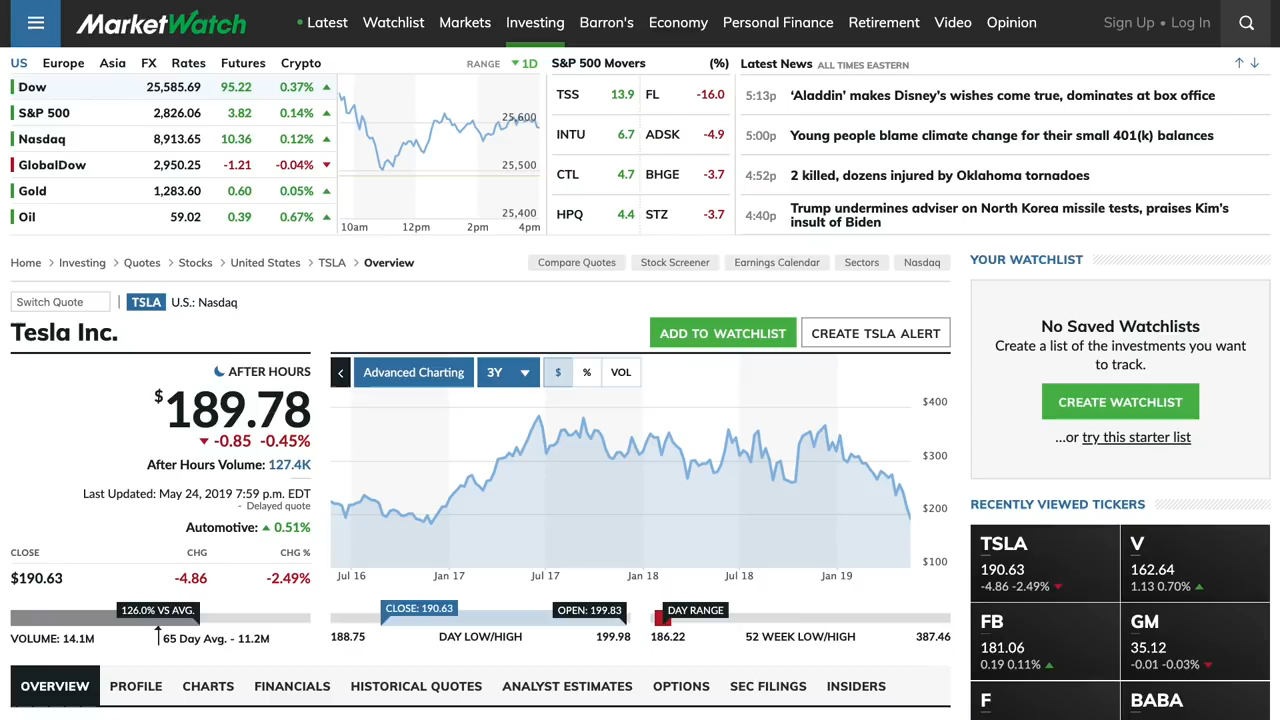 MarketWatch
Latest Watchlist Markets Investing Barron's Economy Personal Finance Retirement Video Opinion
Sign Up • Log In
US Europe Asia FX Rates Futures Crypto
RANGE 1D
Dow 25,585.69 95.22 0.37%
S&P 500 2,826.06 3.82 0.14%
Nasdaq 8,913.65 10.36 0.12%
GlobalDow 2,950.25 -1.21 -0.04%
Gold 1,283.60 0.60 0.05%
Oil 59.02 0.39 0.67%
25,600
25,500
25,400
10am 12pm 2pm 4pm
S&P 500 Movers (%)
TSS 13.9 FL -16.0
INTU 6.7 ADSK -4.9
CTL 4.7 BHGE -3.7
HPQ 4.4 STZ -3.7
Latest News ALL TIMES EASTERN
5:13p ‘Aladdin’ makes Disney’s wishes come true, dominates at box office
5:00p Young people blame climate change for their small 401(k) balances
4:52p 2 killed, dozens injured by Oklahoma tornadoes
4:40p Trump undermines adviser on North Korea missile tests, praises Kim’s
insult of Biden
Home > Investing > Quotes > Stocks > United States > TSLA > Overview
Compare Quotes Stock Screener Earnings Calendar Sectors Nasdaq
Switch Quote | TSLA U.S.: Nasdaq
Tesla Inc.
ADD TO WATCHLIST CREATE TSLA ALERT
AFTER HOURS
$189.78
-0.85 -0.45%
After Hours Volume: 127.4K
Last Updated: May 24, 2019 7:59 p.m. EDT
- Delayed quote
Automotive: 0.51%
CLOSE CHG CHG %
$190.63 -4.86 -2.49%
126.0% VS AVG.
VOLUME: 14.1M 65 Day Avg. - 11.2M
Advanced Charting 3Y $ % VOL
$400
$300
$200
$100
Jul 16 Jan 17 Jul 17 Jan 18 Jul 18 Jan 19
CLOSE: 190.63 OPEN: 199.83
188.75 DAY LOW/HIGH 199.98
DAY RANGE
186.22 52 WEEK LOW/HIGH 387.46
YOUR WATCHLIST
No Saved Watchlists
Create a list of the investments you want
to track.
CREATE WATCHLIST
...or try this starter list
RECENTLY VIEWED TICKERS
TSLA
190.63
-4.86 -2.49%
V
162.64
1.13 0.70%
FB
181.06
0.19 0.11%
GM
35.12
-0.01 -0.03%
F
BABA
OVERVIEW PROFILE CHARTS FINANCIALS HISTORICAL QUOTES ANALYST ESTIMATES OPTIONS SEC FILINGS INSIDERS